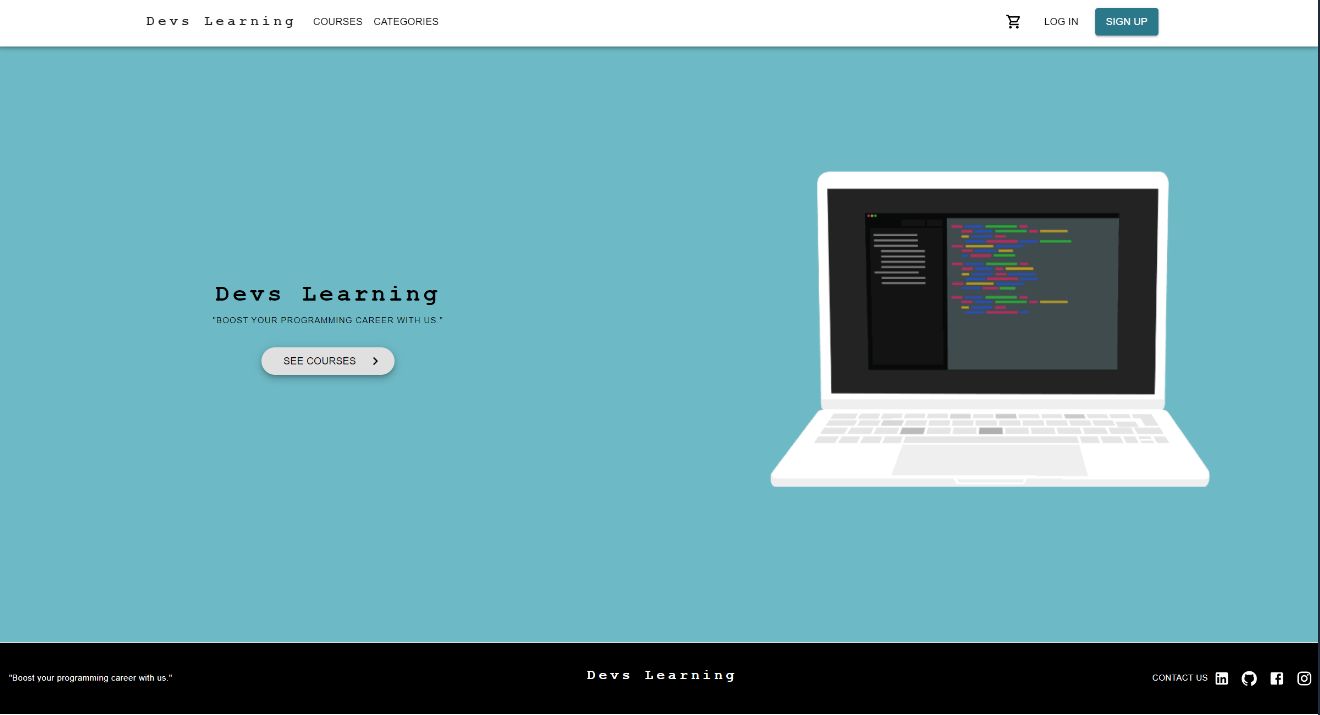 Devs Learning COURSES CATEGORIES LOG IN SIGN UP
Devs Learning
"BOOST YOUR PROGRAMMING CAREER WITH US."
SEE COURSES
"Boost your programming career with us." Devs Learning CONTACT US